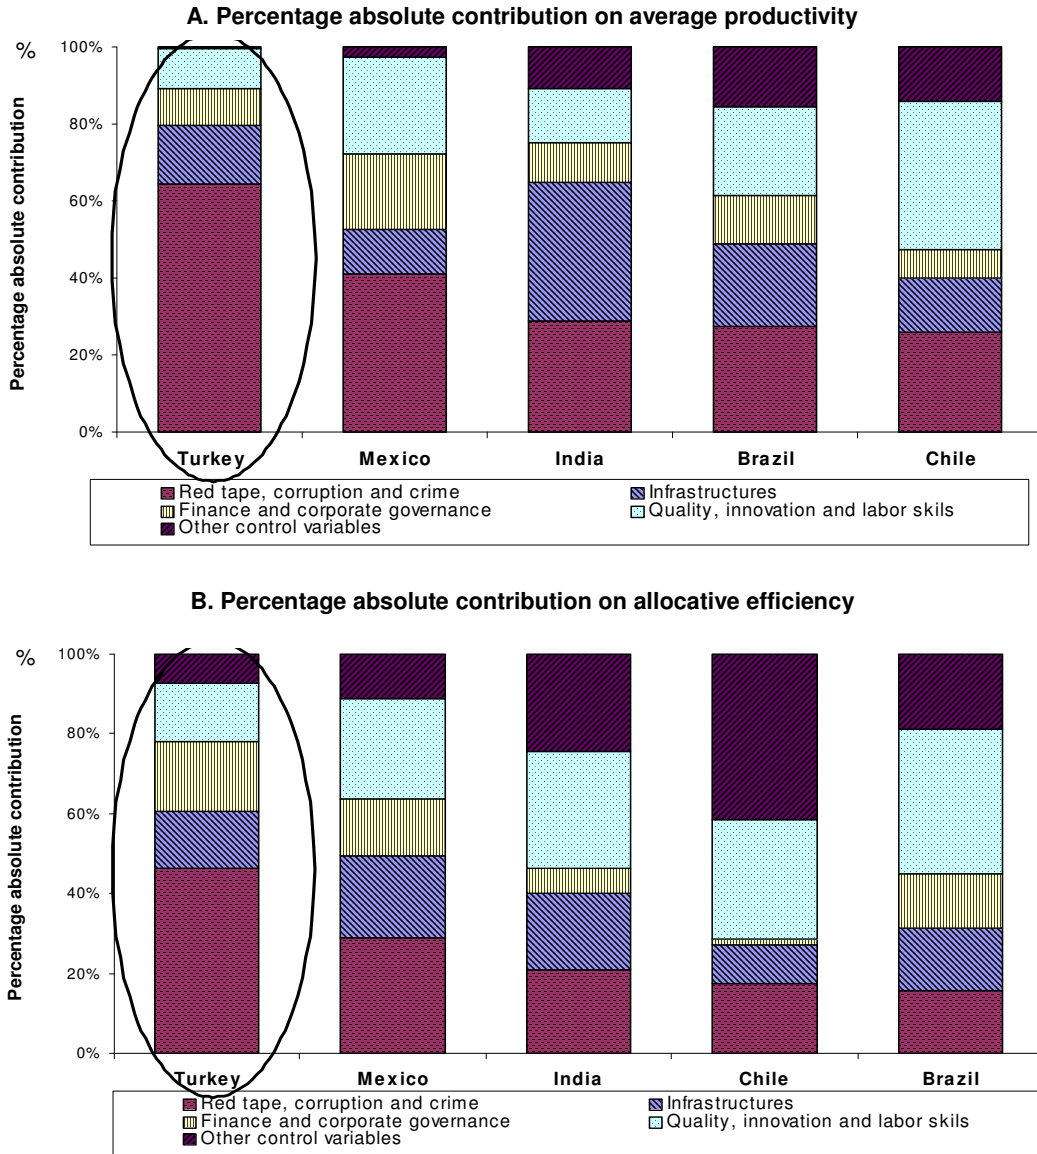 A. Percentage absolute contribution on average productivity
%
Percentage absolute contribution
100%
80%
60%
40%
20%
0%
Turkey Mexico India Brazil Chile
Red tape, corruption and crime Infrastructures
Finance and corporate governance Quality, innovation and labor skils
Other control variables
B. Percentage absolute contribution on allocative efficiency
%
Percentage absolute contribution
100%
80%
60%
40%
20%
0%
Turkey Mexico India Chile Brazil
Red tape, corruption and crime Infrastructures
Finance and corporate governance Quality, innovation and labor skils
Other control variables